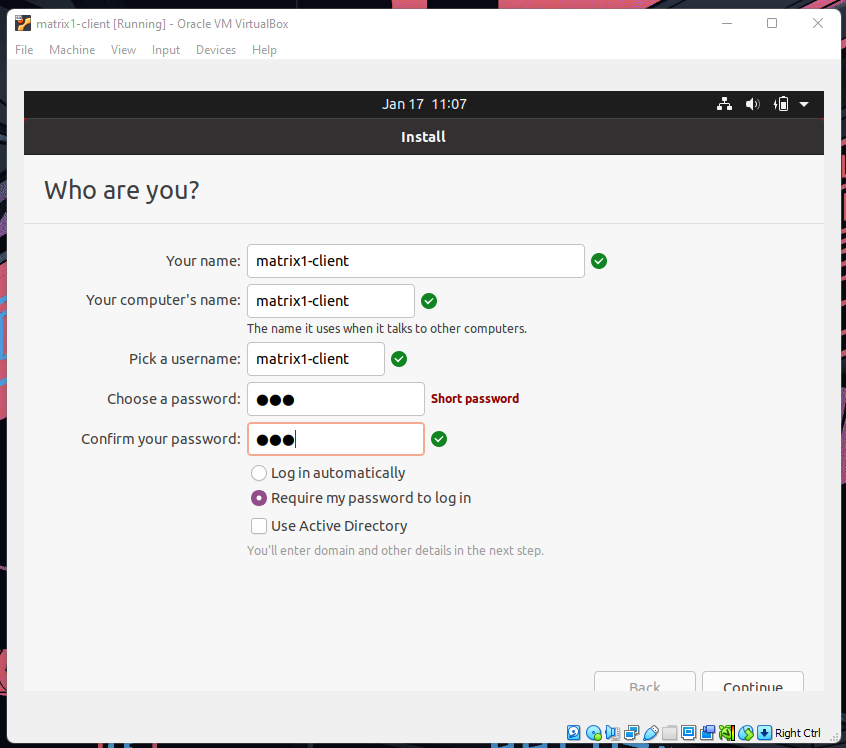 matrix1-client [Running] - Oracle VM VirtualBox
File Machine View Input Devices Help
Jan 17 11:07
Install
Who are you?
Your name: matrix1-client
Your computer's name: matrix1-client
The name it uses when it talks to other computers.
Pick a username: matrix1-client
Choose a password: ●●● Short password
Confirm your password: ●●●
Log in automatically
Require my password to log in
Use Active Directory
You'll enter domain and other details in the next step.
Back Continue
Right Ctrl